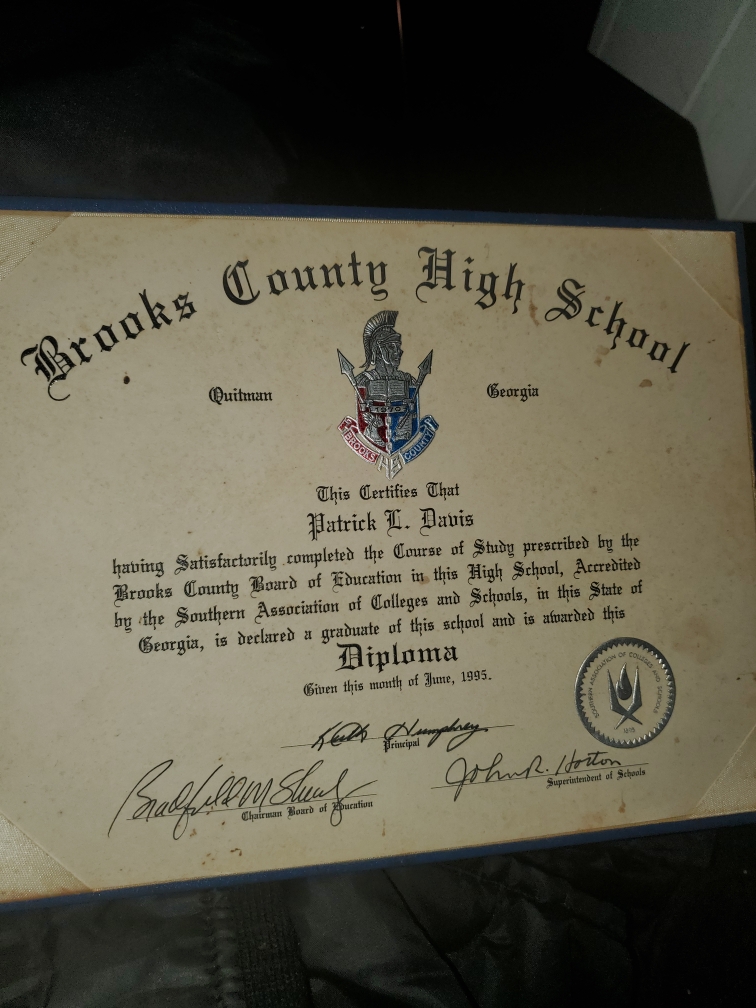 Brooks County High School
Quitman Georgia
BROOKS COUNTY
This Certifies That
Patrick L. Davis
having Satisfactorily completed the Course of Study prescribed by the
Brooks County Board of Education in this High School, Accredited
by the Southern Association of Colleges and Schools, in this State of
Georgia, is declared a graduate of this school and is awarded this
Diploma
Given this month of June, 1995.
SOUTHERN ASSOCIATION OF COLLEGES AND SCHOOLS
1895
Keith Humphrey
Principal
John R. Horton
Superintendent of Schools
Chairman Board of Education